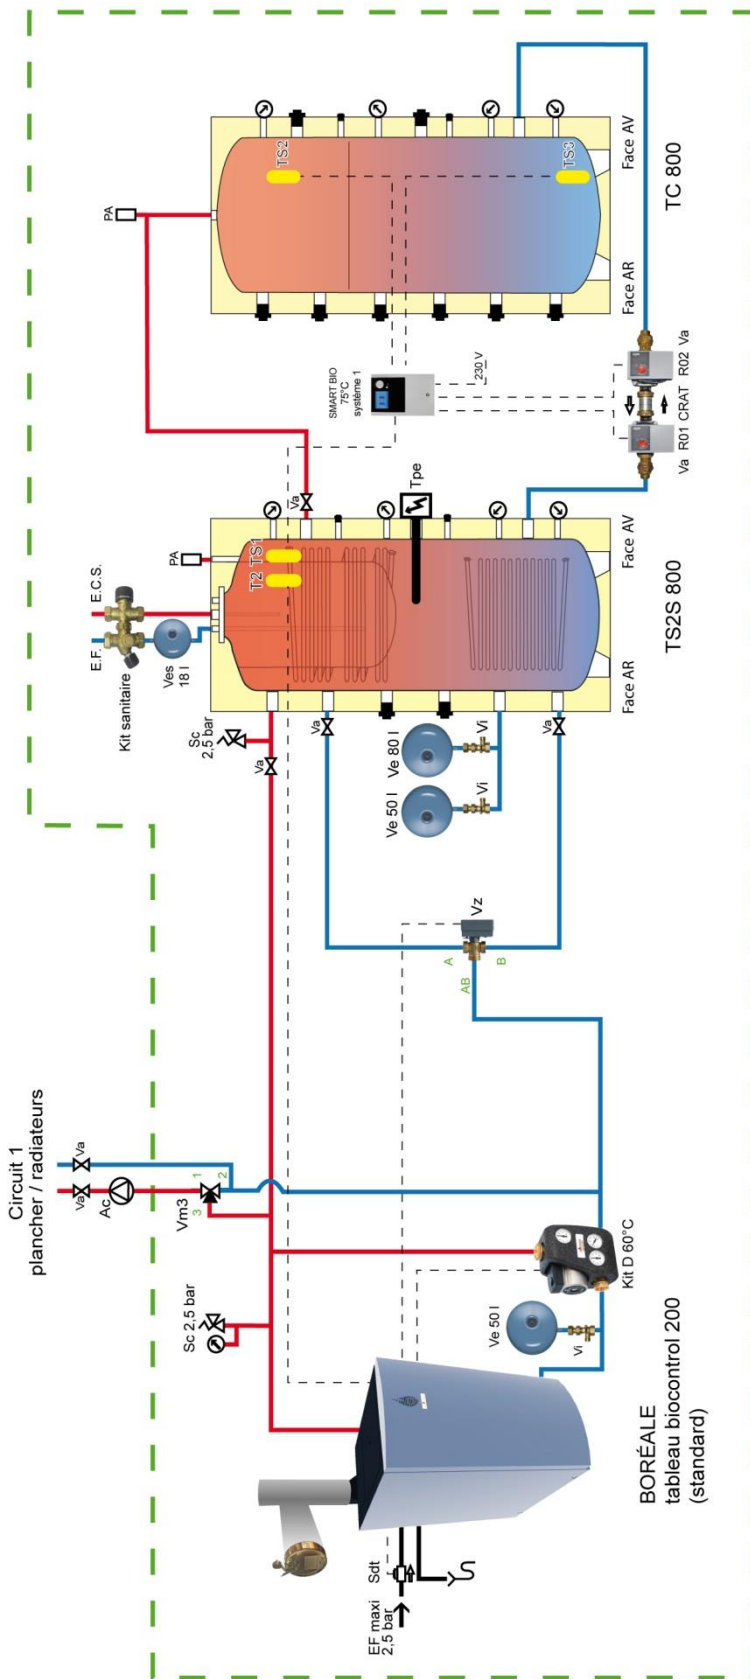 Circuit 1
plancher / radiateurs
Va
Va
Ac
1
2
3
Vm3
Sc 2,5 bar
Kit D 60°C
Ve 50 l
Vi
BORÉALE
tableau biocontrol 200
(standard)
Sdt
EF maxi
2,5 bar
A
AB
B
Vz
Ve 50 l
Vi
Ve 80 l
Vi
Sc
2,5 bar
Va
Va
Va
Kit sanitaire
E.F.
E.C.S.
Ves
18 l
PA
T2
TS1
Va
Tpe
Face AR
Face AV
TS2S 800
SMART BIO
75°C
système 1
230 V
Va
R01
CRAT
R02
Va
PA
TS2
TS3
Face AR
Face AV
TC 800